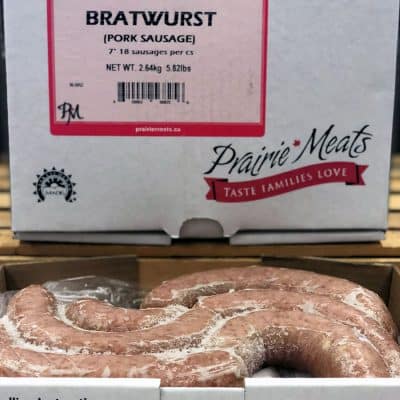 BRATWURST
(PORK SAUSAGE)
7" 18 sausages per cs
NET WT. 2.64kg 5.82lbs
PM
prairiemeats.ca
Prairie Meats
TASTE FAMILIES LOVE
MADE